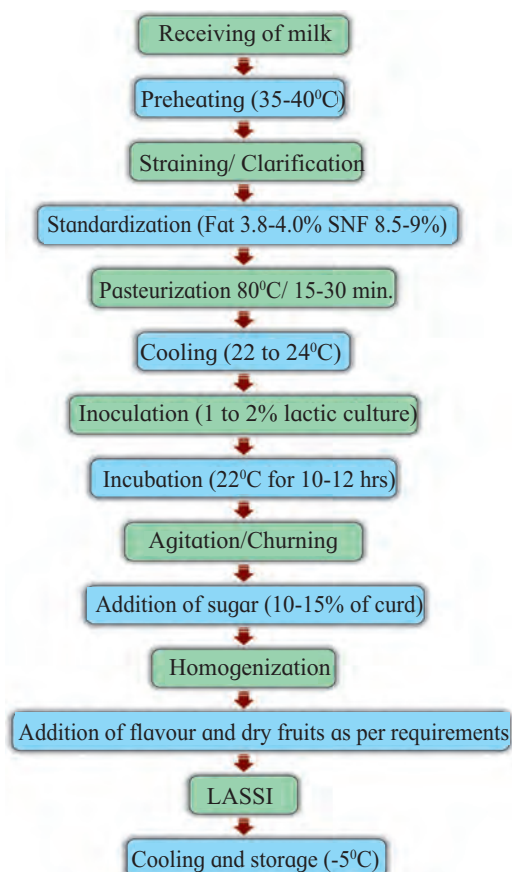 Receiving of milk
Preheating (35-40⁰C)
Straining/ Clarification
Standardization (Fat 3.8-4.0% SNF 8.5-9%)
Pasteurization 80⁰C/ 15-30 min.
Cooling (22 to 24⁰C)
Inoculation (1 to 2% lactic culture)
Incubation (22⁰C for 10-12 hrs)
Agitation/Churning
Addition of sugar (10-15% of curd)
Homogenization
Addition of flavour and dry fruits as per requirements
LASSI
Cooling and storage (-5⁰C)